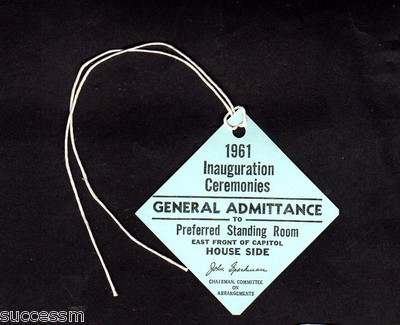 1961
Inauguration
Ceremonies
GENERAL ADMITTANCE
TO
Preferred Standing Room
EAST FRONT OF CAPITOL
HOUSE SIDE
John Sparkman
CHAIRMAN, COMMITTEE
ON
ARRANGEMENTS
successm